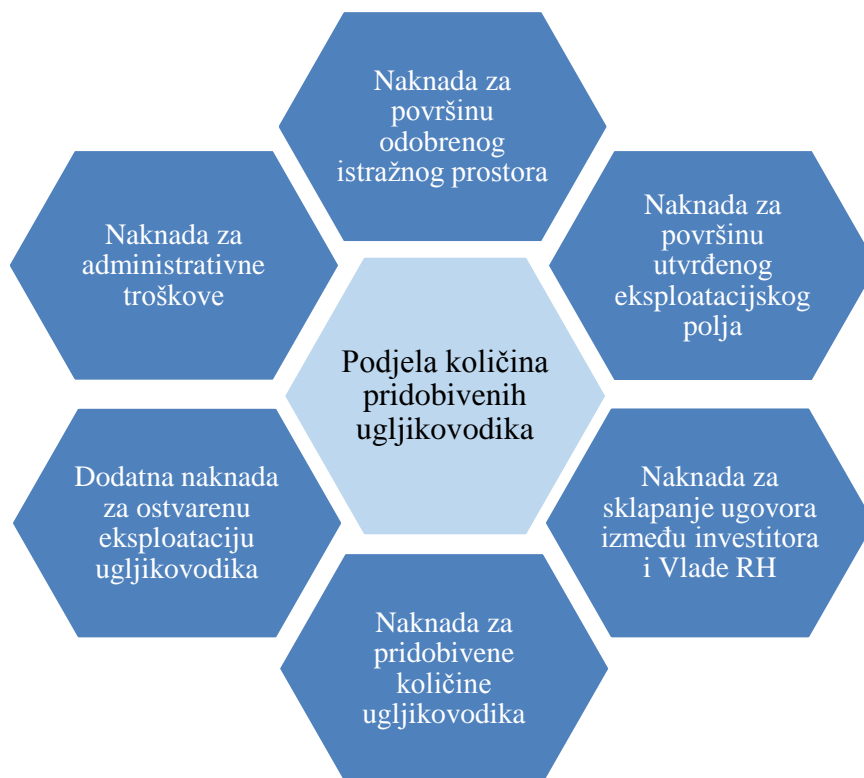 Naknada za
površinu
odobrenog
istražnog prostora
Naknada za
površinu
utvrđenog
eksploatacijskog
polja
Naknada za
sklapanje ugovora
između investitora
i Vlade RH
Naknada za
pridobivene
količine
ugljikovodika
Dodatna naknada
za ostvarenu
eksploataciju
ugljikovodika
Naknada za
administrativne
troškove
Podjela količina
pridobivenih
ugljikovodika